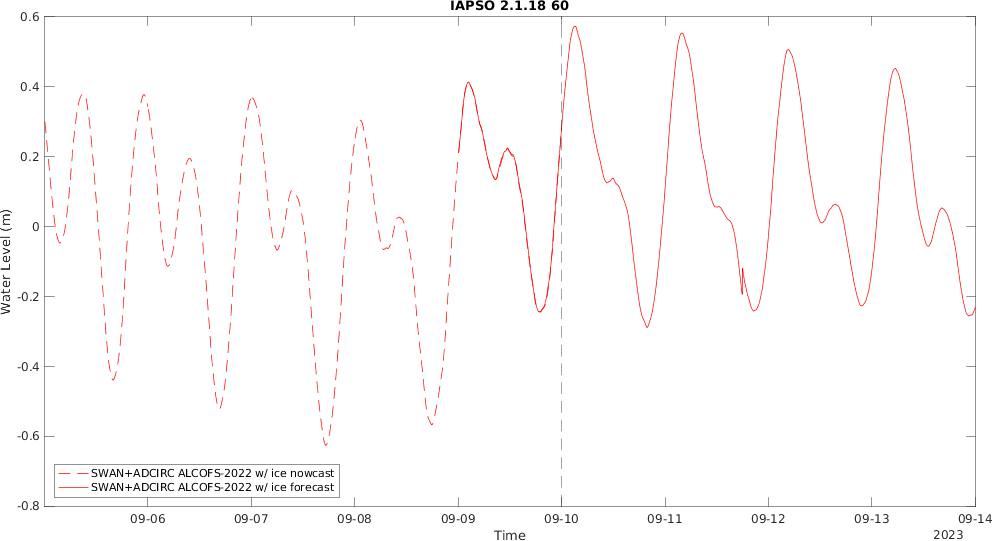 IAPSO 2.1.18 60
0.6
0.4
0.2
0
-0.2
-0.4
-0.6
-0.8
Water Level (m)
SWAN+ADCIRC ALCOFS-2022 w/ ice nowcast
SWAN+ADCIRC ALCOFS-2022 w/ ice forecast
09-06 09-07 09-08 09-09 09-10 09-11 09-12 09-13 09-14
Time
2023